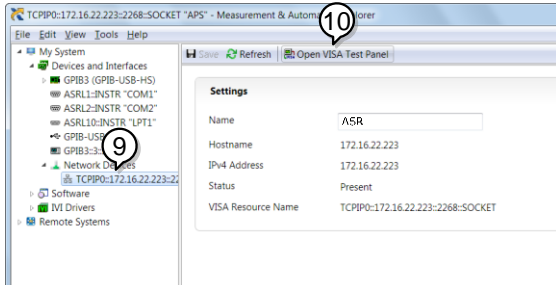 TCPIP0::172.16.22.223::2268::SOCKET "APS" - Measurement & Automa
10
File Edit View Tools Help
My System
Devices and Interfaces
GPIB3 (GPIB-USB-HS)
ASRL1::INSTR "COM1"
ASRL2::INSTR "COM2"
ASRL10::INSTR "LPT1"
GPIB-US
GPIB3::3::
9
Network Devices
TCPIP0::172.16.22.223::22
Software
IVI Drivers
Remote Systems
Save Refresh Open VISA Test Panel
Settings
Name ASR
Hostname 172.16.22.223
IPv4 Address 172.16.22.223
Status Present
VISA Resource Name TCPIP0::172.16.22.223::2268::SOCKET